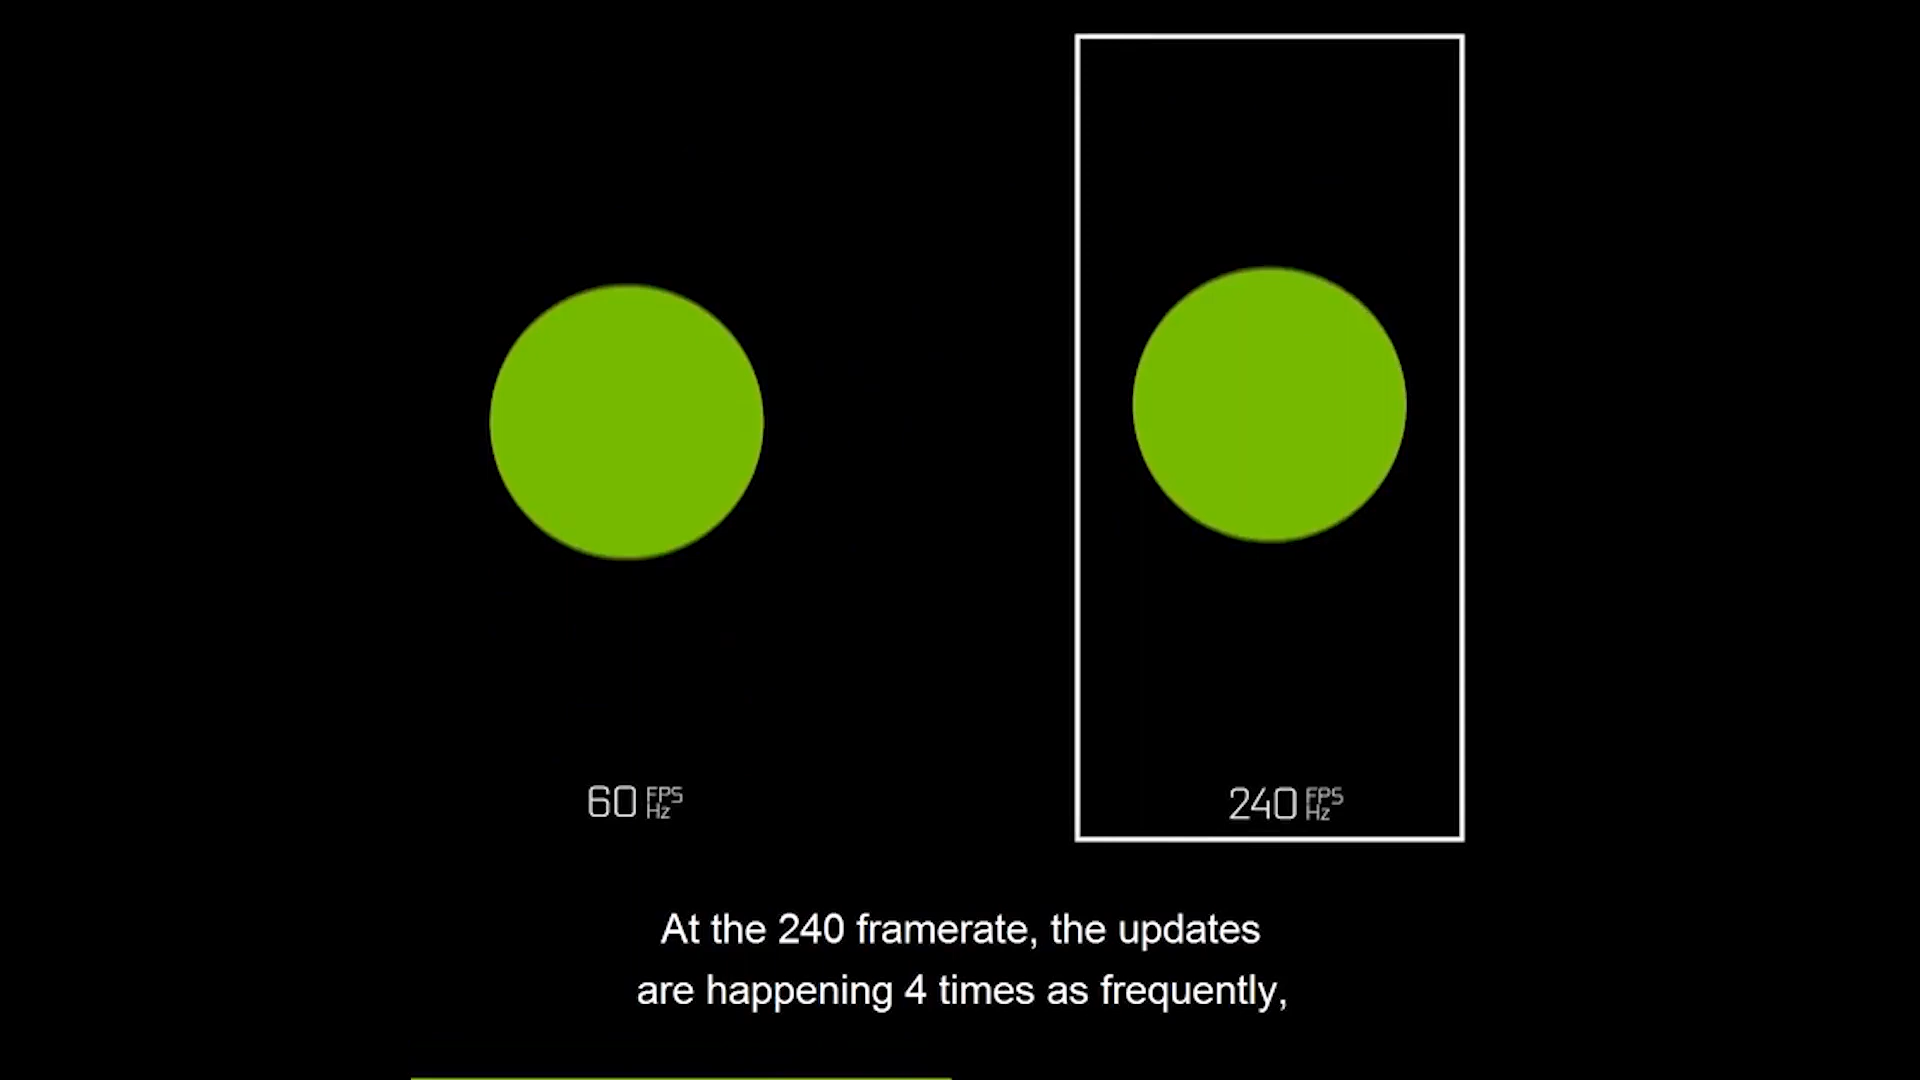 60 FPS Hz
240 FPS Hz
At the 240 framerate, the updates
are happening 4 times as frequently,